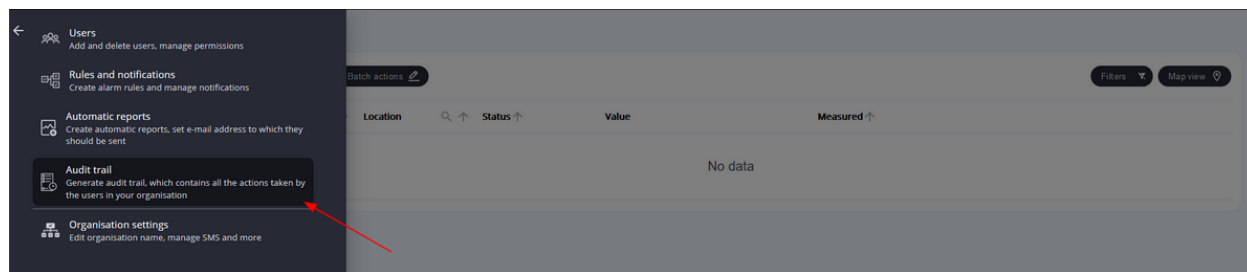 Users
Add and delete users, manage permissions
Rules and notifications
Create alarm rules and manage notifications
Automatic reports
Create automatic reports, set e-mail address to which they
should be sent
Audit trail
Generate audit trail, which contains all the actions taken by
the users in your organisation
Organisation settings
Edit organisation name, manage SMS and more
Batch actions
Filters
Map view
Location
Status
Value
Measured
No data